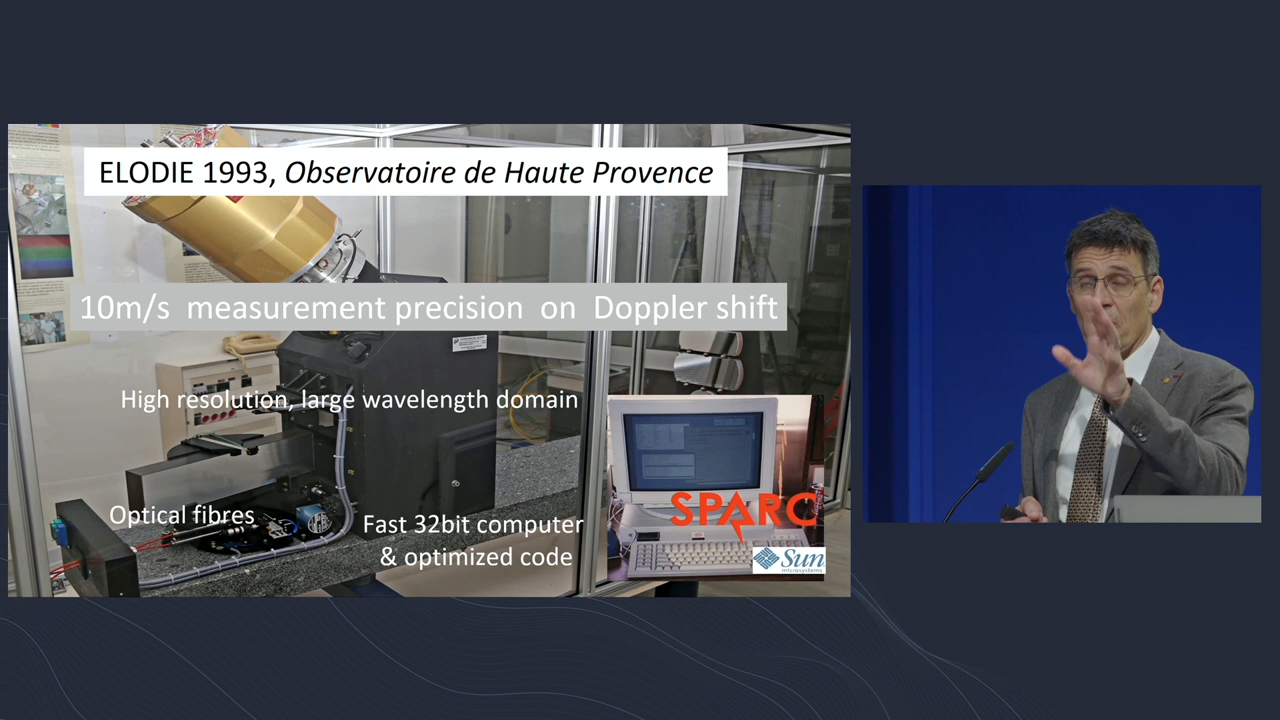 ELODIE 1993, Observatoire de Haute Provence
10m/s measurement precision on Doppler shift
High resolution, large wavelength domain
Optical fibres
Fast 32bit computer
& optimized code
SPARC
Sun
microsystems